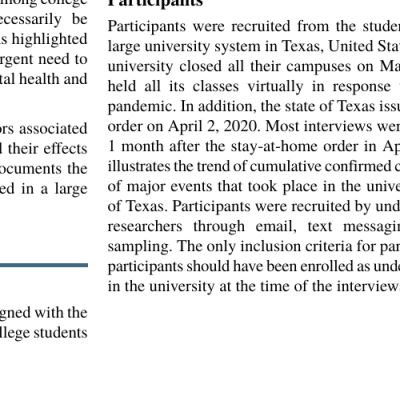 among college
ecessarily be
s highlighted
rgent need to
tal health and
ors associated
their effects
ocuments the
ed in a large
gned with the
llege students
Participants
Participants were recruited from the stude
large university system in Texas, United Sta
university closed all their campuses on Ma
held all its classes virtually in response
pandemic. In addition, the state of Texas iss
order on April 2, 2020. Most interviews wer
1 month after the stay-at-home order in Ap
illustrates the trend of cumulative confirmed c
of major events that took place in the unive
of Texas. Participants were recruited by und
researchers through email, text messagi
sampling. The only inclusion criteria for par
participants should have been enrolled as und
in the university at the time of the interview